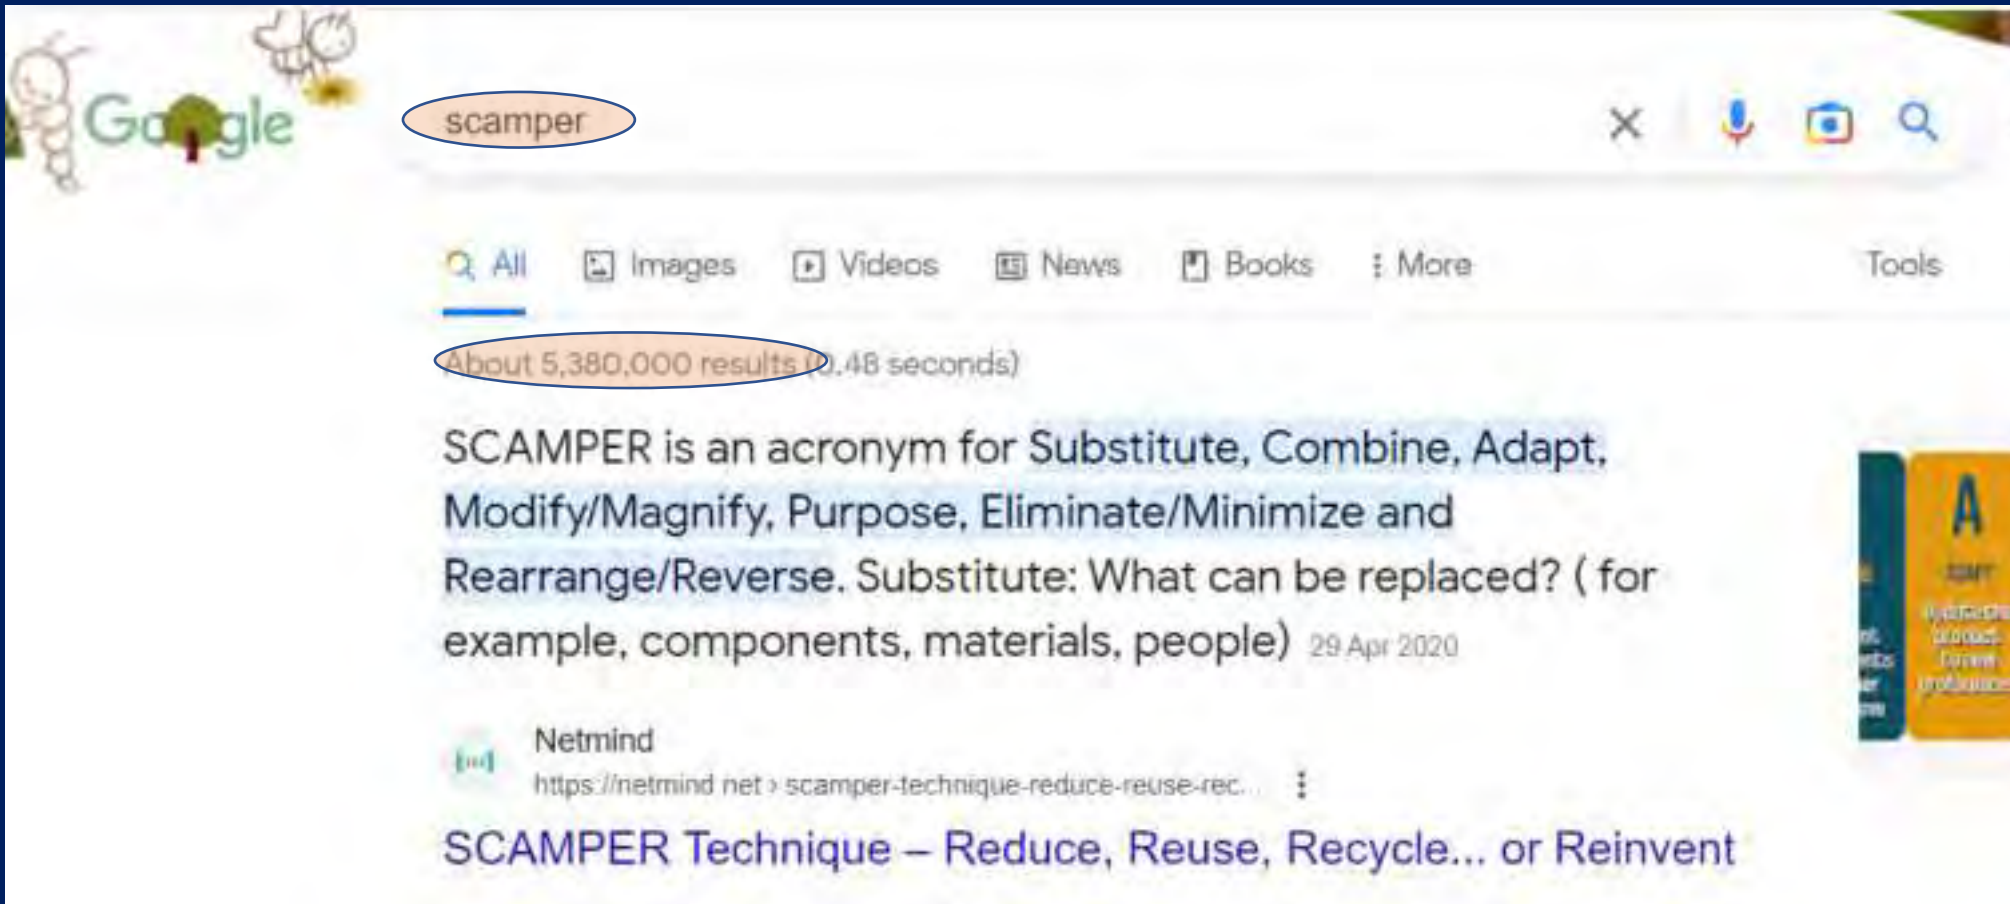 Google
scamper
All Images Videos News Books More Tools
About 5,380,000 results (0.48 seconds)
SCAMPER is an acronym for Substitute, Combine, Adapt,
Modify/Magnify, Purpose, Eliminate/Minimize and
Rearrange/Reverse. Substitute: What can be replaced? ( for
example, components, materials, people) 29 Apr 2020
A
Netmind
https://netmind.net › scamper-technique-reduce-reuse-rec...
SCAMPER Technique – Reduce, Reuse, Recycle... or Reinvent